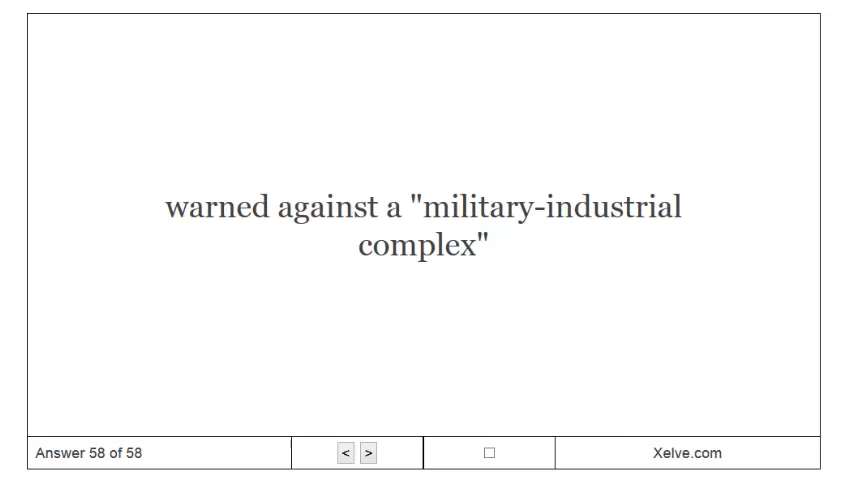 warned against a "military-industrial
complex"
Answer 58 of 58
< >
Xelve.com